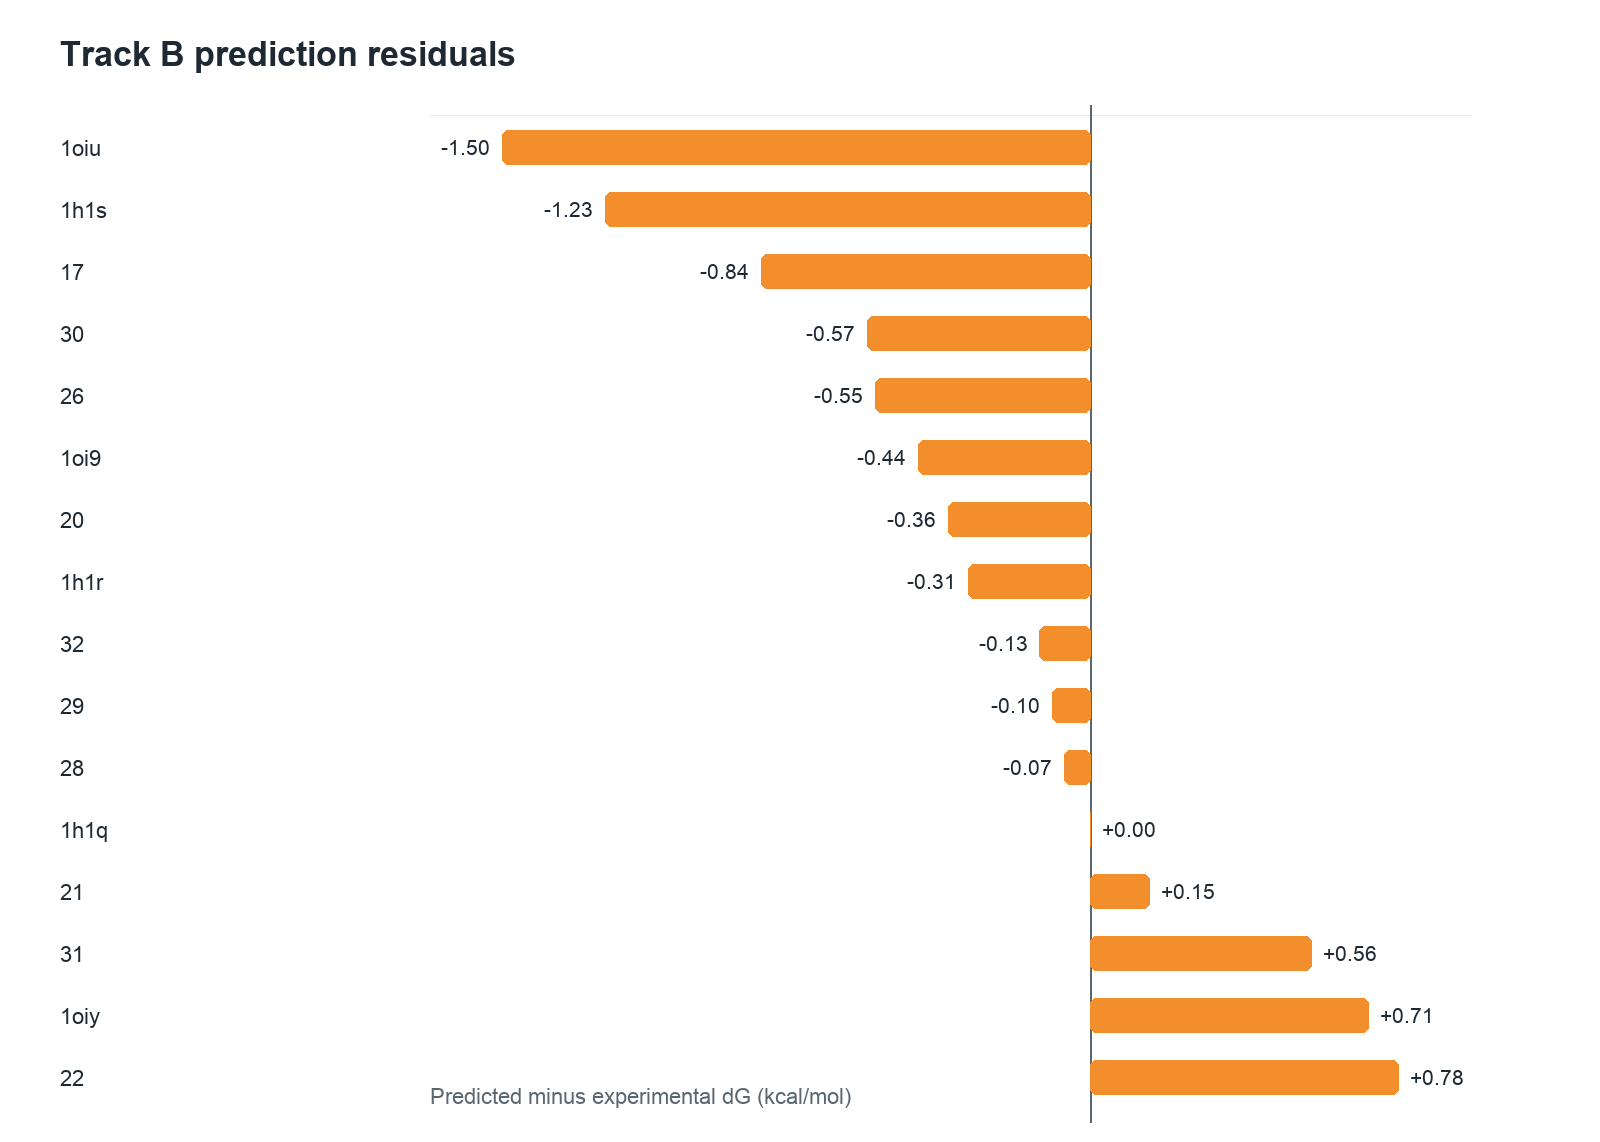 Track B prediction residuals
1oiu -1.50
1h1s -1.23
17 -0.84
30 -0.57
26 -0.55
1oi9 -0.44
20 -0.36
1h1r -0.31
32 -0.13
29 -0.10
28 -0.07
1h1q +0.00
21 +0.15
31 +0.56
1oiy +0.71
22 +0.78
Predicted minus experimental dG (kcal/mol)